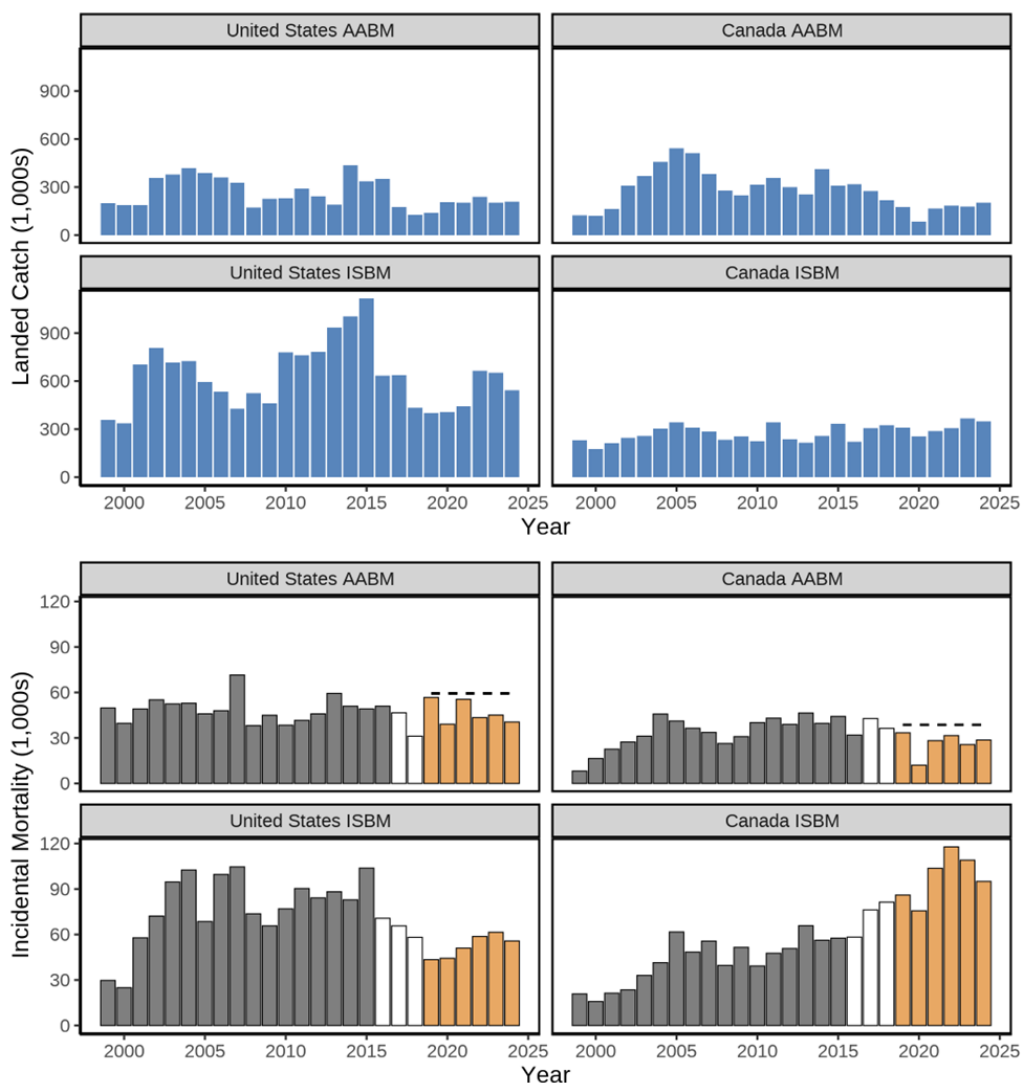 United States AABM
Canada AABM
900
600
300
0
United States ISBM
Canada ISBM
900
600
300
0
Landed Catch (1,000s)
2000 2005 2010 2015 2020 2025
2000 2005 2010 2015 2020 2025
Year
United States AABM
Canada AABM
120
90
60
30
0
United States ISBM
Canada ISBM
120
90
60
30
0
Incidental Mortality (1,000s)
2000 2005 2010 2015 2020 2025
2000 2005 2010 2015 2020 2025
Year